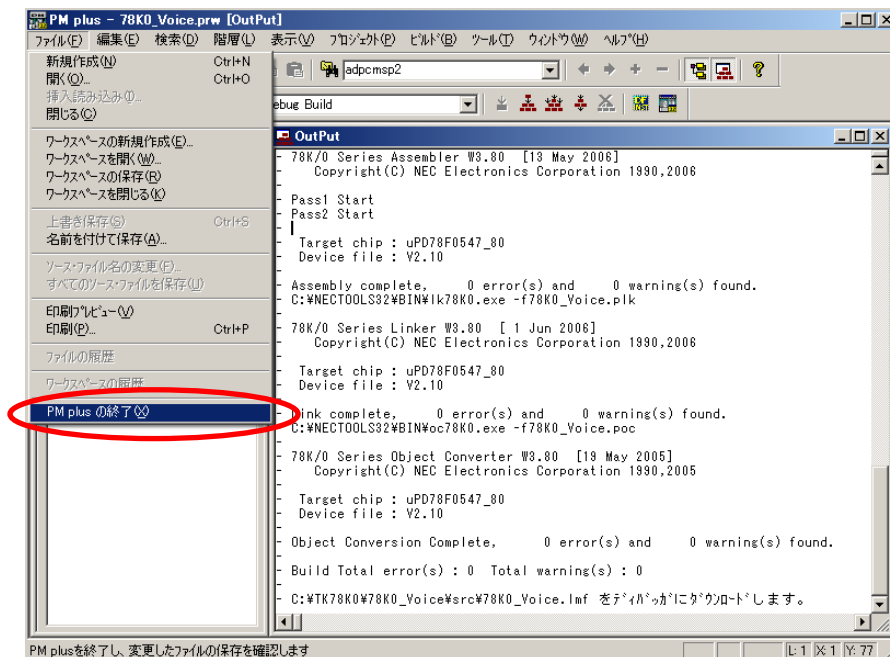 PM plus - 78K0_Voice.prw [OutPut]
ファイル(F) 編集(E) 検索(D) 階層(L) 表示(V) プロジェクト(P) ビルド(B) ツール(T) ウィンドウ(W) ヘルプ(H)
新規作成(N) Ctrl+N
開く(O)... Ctrl+O
挿入読み込み(I)...
閉じる(C)
ワークスペースの新規作成(E)...
ワークスペースを開く(W)...
ワークスペースの保存(R)
ワークスペースを閉じる(K)
上書き保存(S) Ctrl+S
名前を付けて保存(A)...
ソース・ファイル名の変更(F)...
すべてのソース・ファイルを保存(U)
印刷プレビュー(V)
印刷(P)... Ctrl+P
ファイルの履歴
ワークスペースの履歴
PM plus の終了(X)
adpcmsp2
ebug Build
OutPut
- 78K/0 Series Assembler W3.80 [13 May 2006]
- Copyright(C) NEC Electronics Corporation 1990,2006
-
- Pass1 Start
- Pass2 Start
-
- Target chip : uPD78F0547_80
- Device file : V2.10
-
- Assembly complete, 0 error(s) and 0 warning(s) found.
- C:¥NECTOOLS32¥BIN¥lk78K0.exe -f78K0_Voice.plk
-
- 78K/0 Series Linker W3.80 [ 1 Jun 2006]
- Copyright(C) NEC Electronics Corporation 1990,2006
-
- Target chip : uPD78F0547_80
- Device file : V2.10
-
- Link complete, 0 error(s) and 0 warning(s) found.
- C:¥NECTOOLS32¥BIN¥oc78K0.exe -f78K0_Voice.poc
-
- 78K/0 Series Object Converter W3.80 [19 May 2005]
- Copyright(C) NEC Electronics Corporation 1990,2005
-
- Target chip : uPD78F0547_80
- Device file : V2.10
-
- Object Conversion Complete, 0 error(s) and 0 warning(s) found.
-
- Build Total error(s) : 0 Total warning(s) : 0
-
- C:¥TK78K0¥78K0_Voice¥src¥78K0_Voice.lmf をディバッガにダウンロードします。
PM plusを終了し、変更したファイルの保存を確認します
L: 1 X: 1 Y: 77